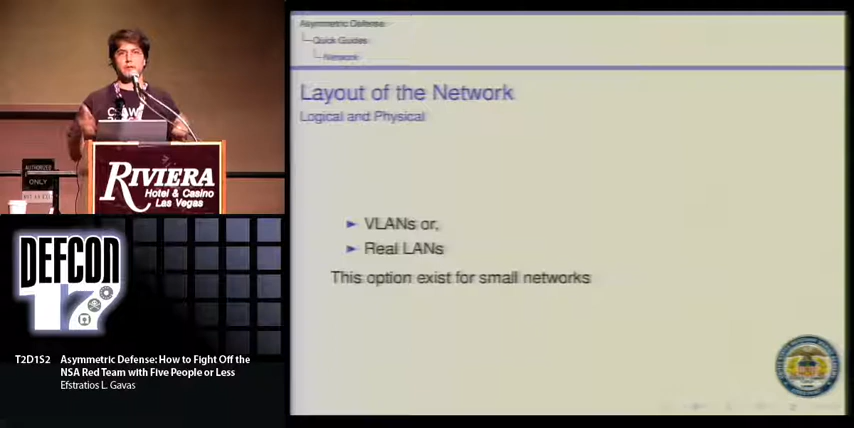 Asymmetric Defense
Quick Guides
Network
Layout of the Network
Logical and Physical
► VLANs or,
► Real LANs
This option exist for small networks
AUTHORIZED
ONLY
RIVIERA
Hotel & Casino
Las Vegas
DEFCON
17
T2D1S2 Asymmetric Defense: How to Fight Off the
NSA Red Team with Five People or Less
Efstratios L. Gavas